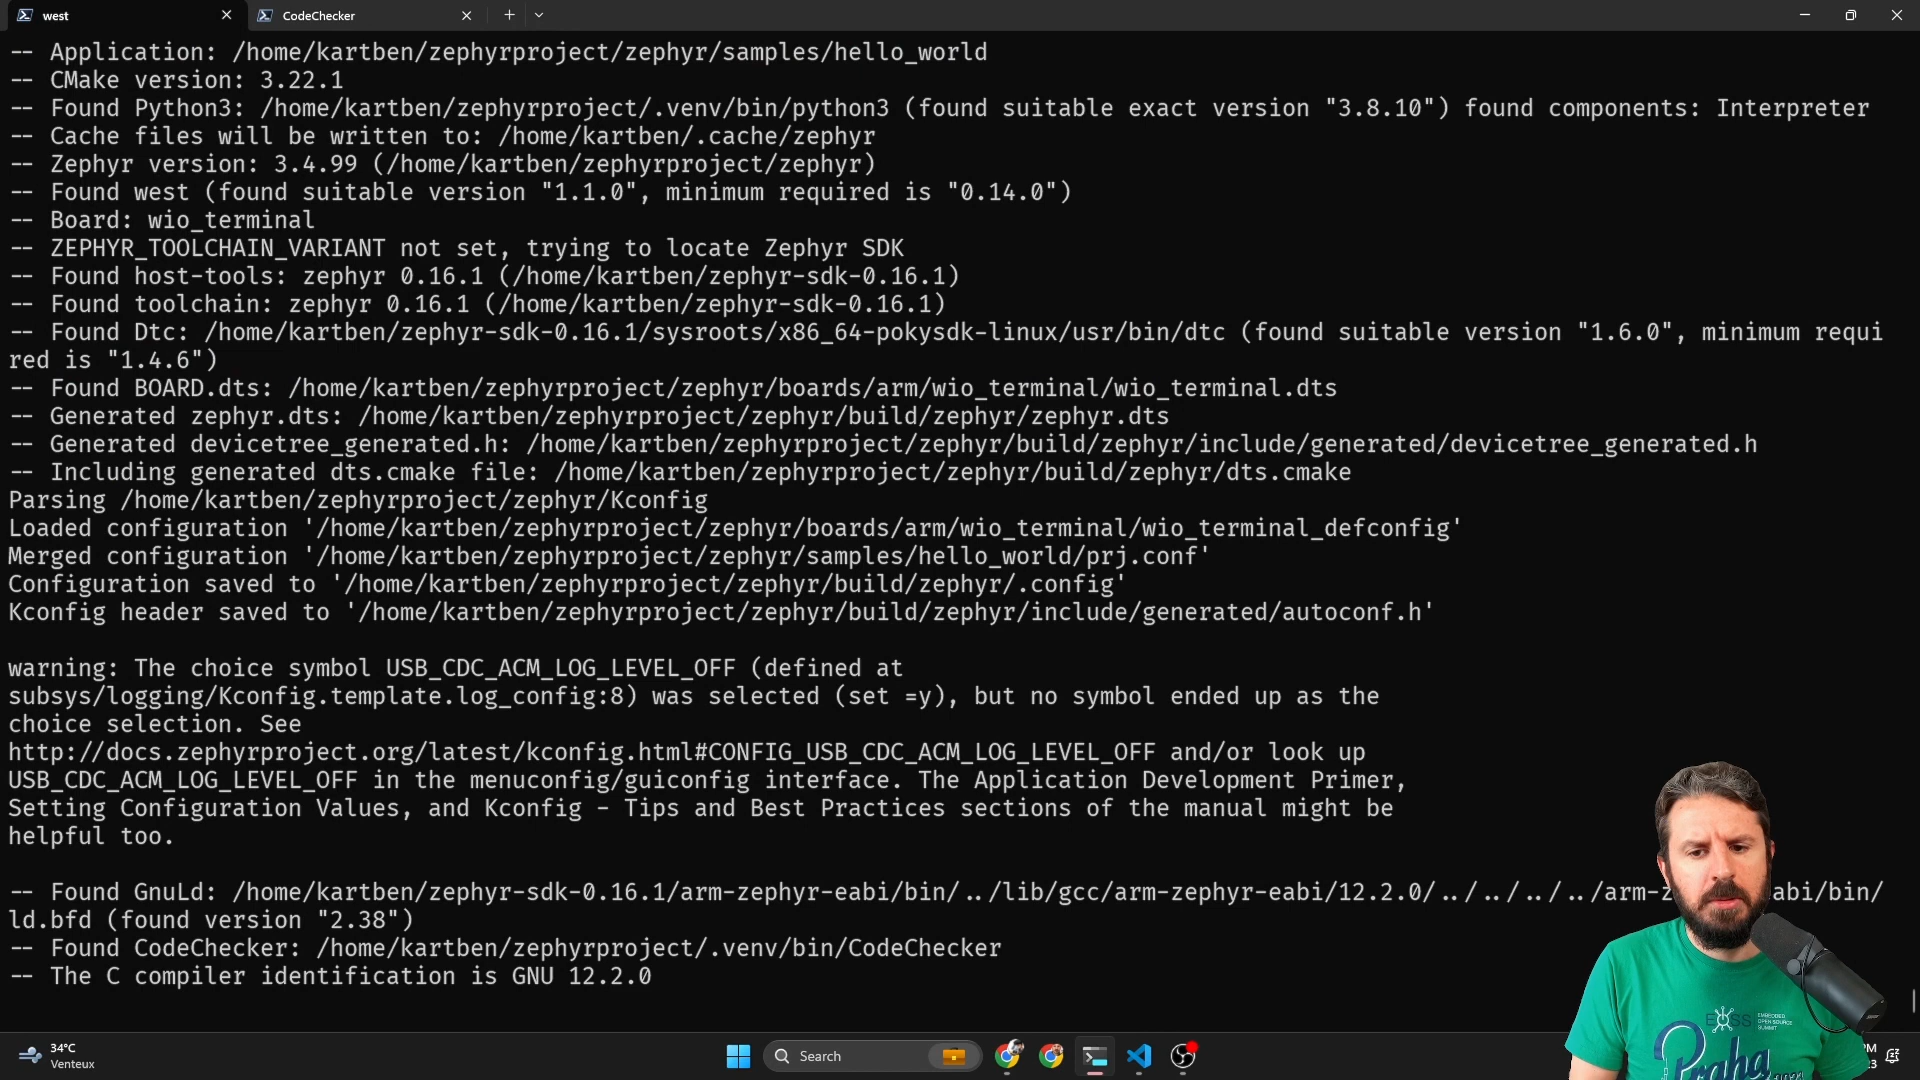 west
CodeChecker
-- Application: /home/kartben/zephyrproject/zephyr/samples/hello_world
-- CMake version: 3.22.1
-- Found Python3: /home/kartben/zephyrproject/.venv/bin/python3 (found suitable exact version "3.8.10") found components: Interpreter
-- Cache files will be written to: /home/kartben/.cache/zephyr
-- Zephyr version: 3.4.99 (/home/kartben/zephyrproject/zephyr)
-- Found west (found suitable version "1.1.0", minimum required is "0.14.0")
-- Board: wio_terminal
-- ZEPHYR_TOOLCHAIN_VARIANT not set, trying to locate Zephyr SDK
-- Found host-tools: zephyr 0.16.1 (/home/kartben/zephyr-sdk-0.16.1)
-- Found toolchain: zephyr 0.16.1 (/home/kartben/zephyr-sdk-0.16.1)
-- Found Dtc: /home/kartben/zephyr-sdk-0.16.1/sysroots/x86_64-pokysdk-linux/usr/bin/dtc (found suitable version "1.6.0", minimum requi
red is "1.4.6")
-- Found BOARD.dts: /home/kartben/zephyrproject/zephyr/boards/arm/wio_terminal/wio_terminal.dts
-- Generated zephyr.dts: /home/kartben/zephyrproject/zephyr/build/zephyr/zephyr.dts
-- Generated devicetree_generated.h: /home/kartben/zephyrproject/zephyr/build/zephyr/include/generated/devicetree_generated.h
-- Including generated dts.cmake file: /home/kartben/zephyrproject/zephyr/build/zephyr/dts.cmake
Parsing /home/kartben/zephyrproject/zephyr/Kconfig
Loaded configuration '/home/kartben/zephyrproject/zephyr/boards/arm/wio_terminal/wio_terminal_defconfig'
Merged configuration '/home/kartben/zephyrproject/zephyr/samples/hello_world/prj.conf'
Configuration saved to '/home/kartben/zephyrproject/zephyr/build/zephyr/.config'
Kconfig header saved to '/home/kartben/zephyrproject/zephyr/build/zephyr/include/generated/autoconf.h'
warning: The choice symbol USB_CDC_ACM_LOG_LEVEL_OFF (defined at
subsys/logging/Kconfig.template.log_config:8) was selected (set =y), but no symbol ended up as the
choice selection. See
http://docs.zephyrproject.org/latest/kconfig.html#CONFIG_USB_CDC_ACM_LOG_LEVEL_OFF and/or look up
USB_CDC_ACM_LOG_LEVEL_OFF in the menuconfig/guiconfig interface. The Application Development Primer,
Setting Configuration Values, and Kconfig - Tips and Best Practices sections of the manual might be
helpful too.
-- Found GnuLd: /home/kartben/zephyr-sdk-0.16.1/arm-zephyr-eabi/bin/../lib/gcc/arm-zephyr-eabi/12.2.0/../../../../arm-z abi/bin/
ld.bfd (found version "2.38")
-- Found CodeChecker: /home/kartben/zephyrproject/.venv/bin/CodeChecker
-- The C compiler identification is GNU 12.2.0
EOSS
EMBEDDED
OPEN SOURCE
SUMMIT
Praha
34°C
Venteux
Search
PM
23